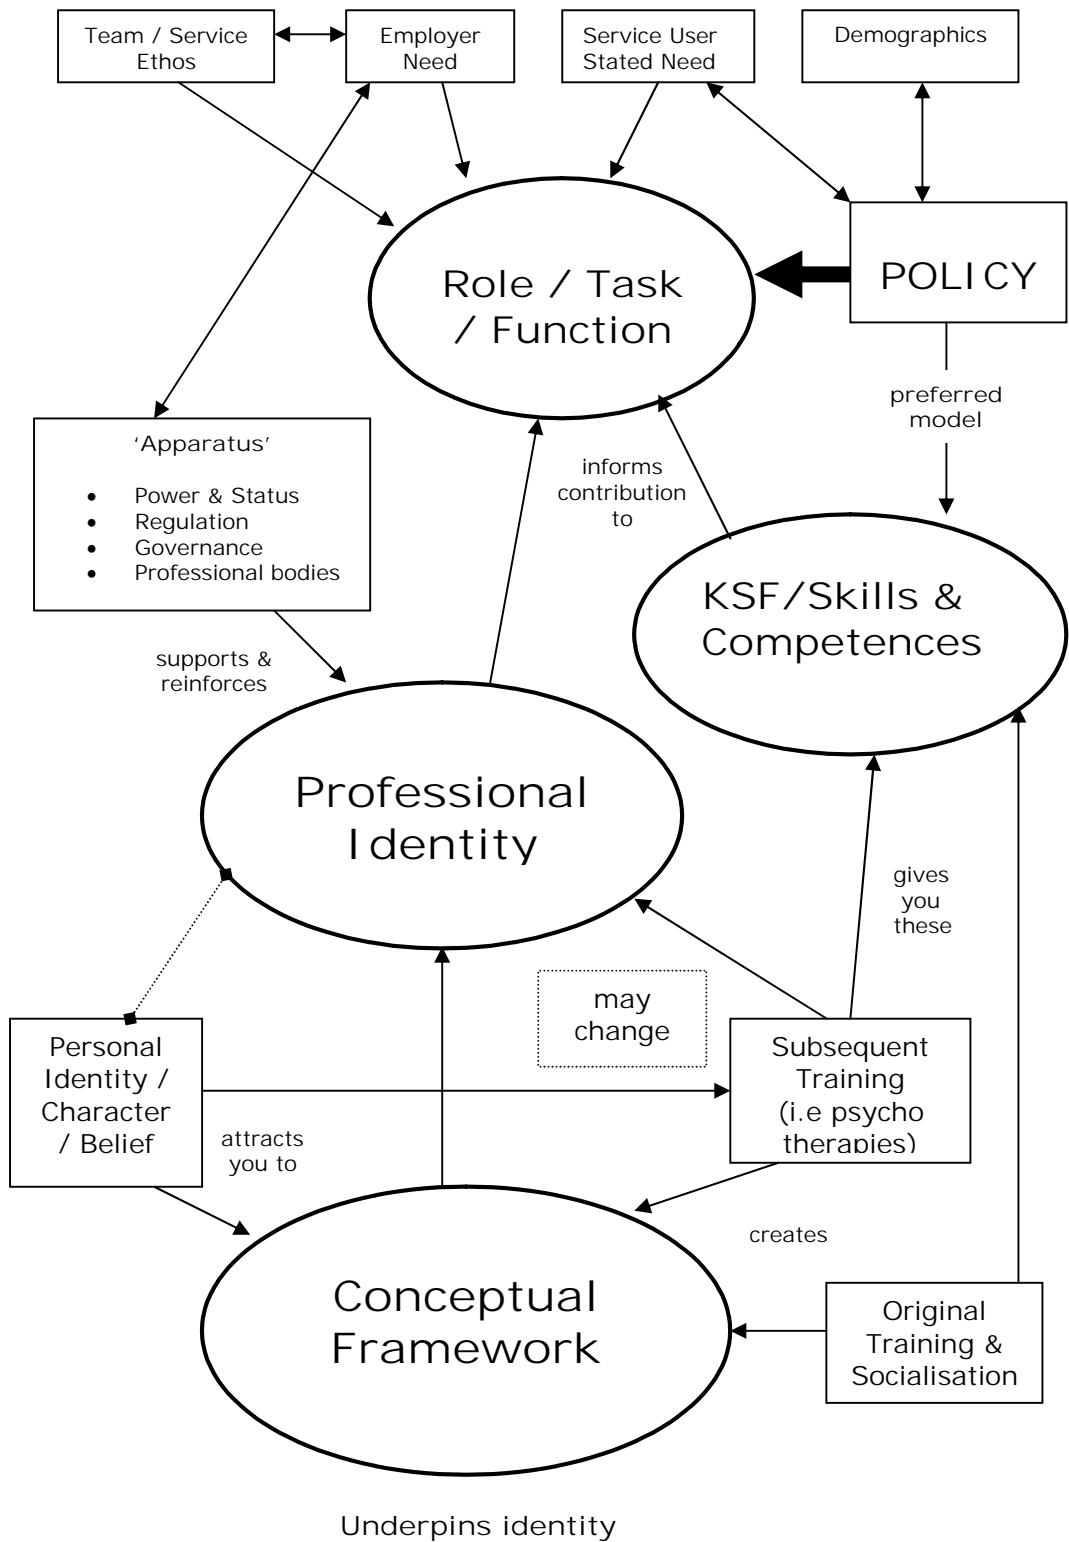 Team / Service
Ethos
Employer
Need
Service User
Stated Need
Demographics
POLICY
Role / Task
/ Function
preferred
model
‘Apparatus’
• Power & Status
• Regulation
• Governance
• Professional bodies
informs
contribution
to
KSF/Skills &
Competences
supports &
reinforces
Professional
Identity
gives
you
these
may
change
Personal
Identity /
Character
/ Belief
Subsequent
Training
(i.e psycho
therapies)
attracts
you to
creates
Conceptual
Framework
Original
Training &
Socialisation
Underpins identity